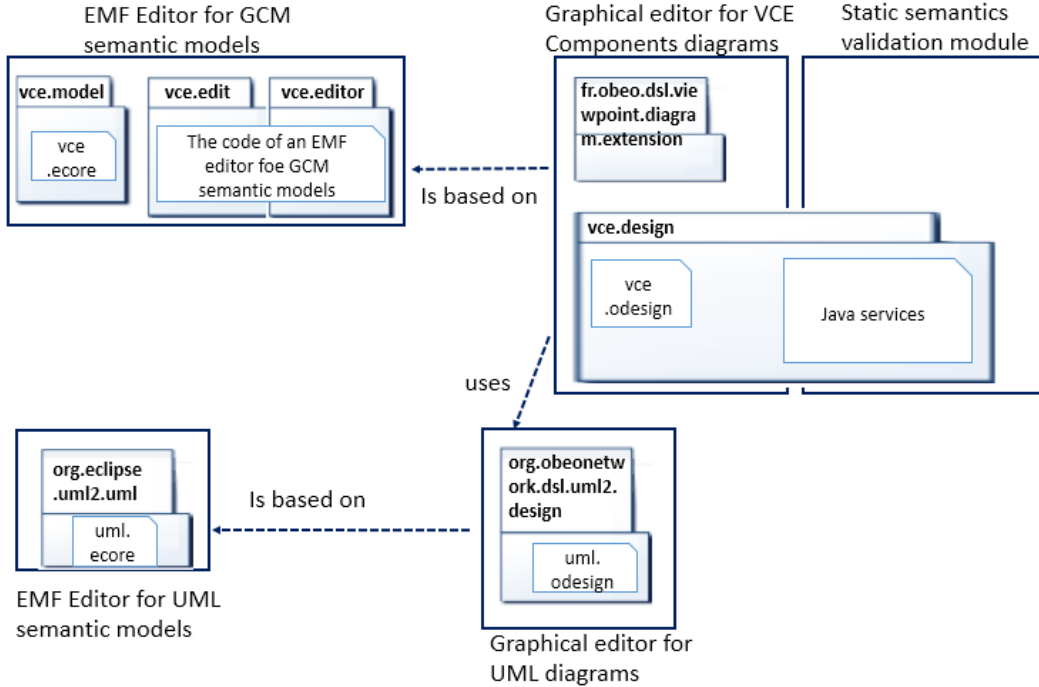 EMF Editor for GCM
semantic models
Graphical editor for VCE
Components diagrams
Static semantics
validation module
vce.model
vce.edit
vce.editor
vce
.ecore
The code of an EMF
editor foe GCM
semantic models
fr.obeo.dsl.vie
wpoint.diagra
m.extension
Is based on
vce.design
vce
.odesign
Java services
uses
org.eclipse
.uml2.uml
uml.
ecore
Is based on
org.obeonetw
ork.dsl.uml2.
design
uml.
odesign
EMF Editor for UML
semantic models
Graphical editor for
UML diagrams